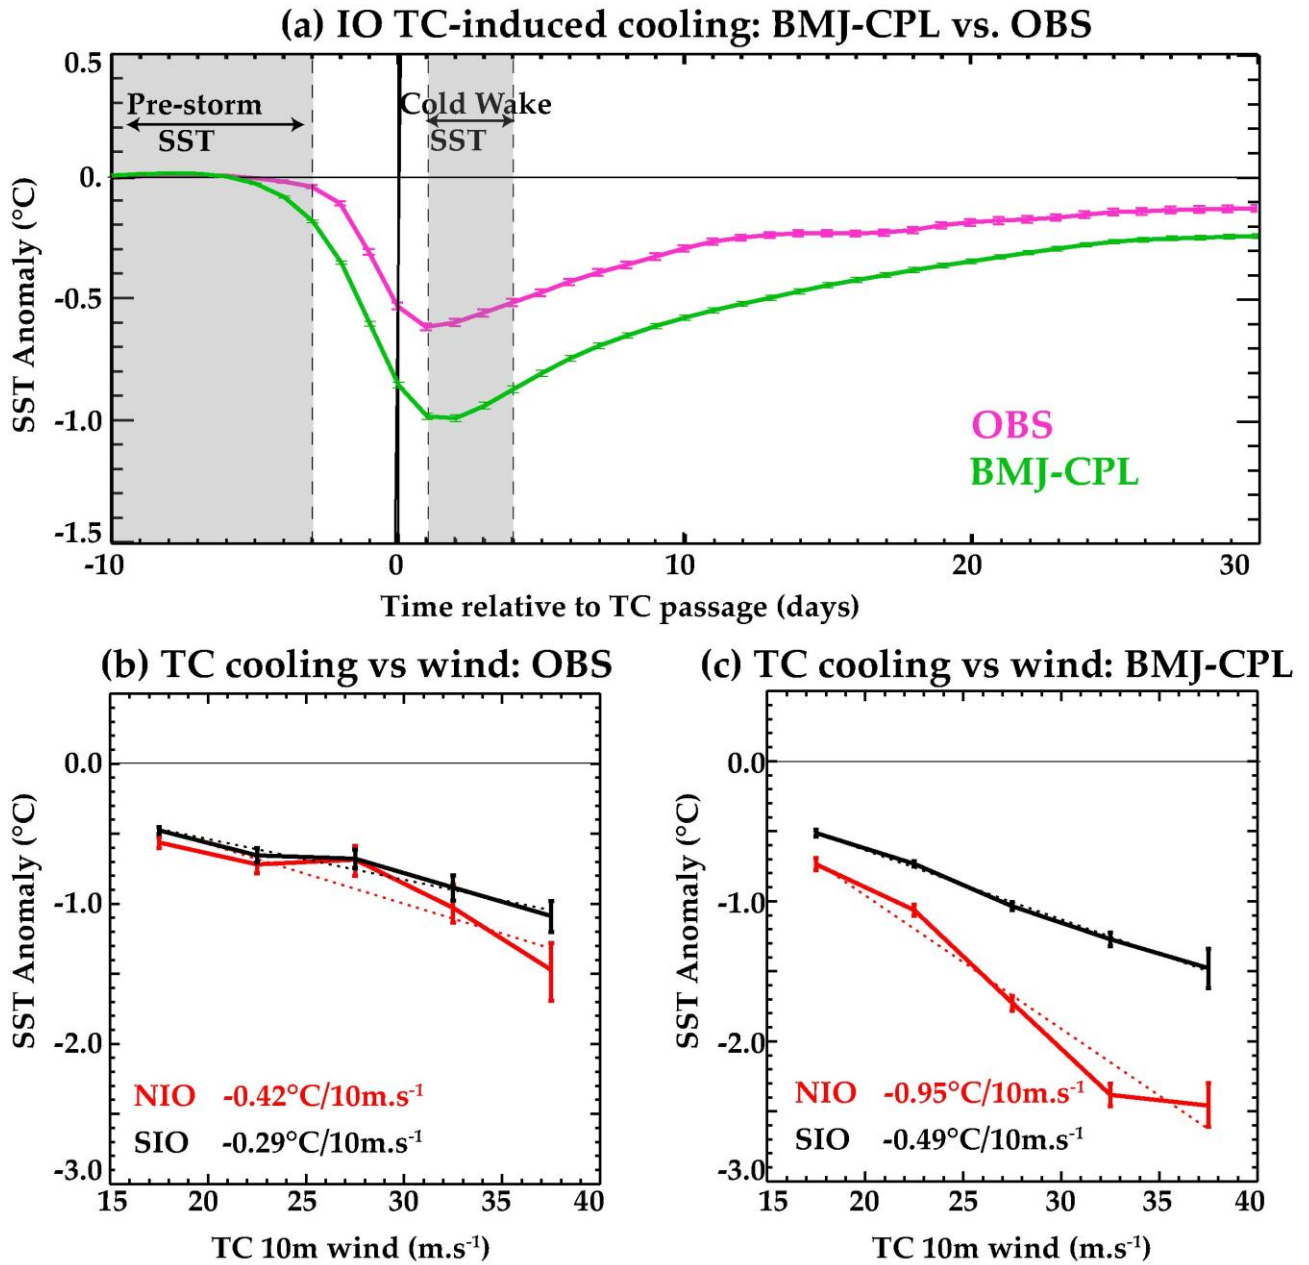 (a) IO TC-induced cooling: BMJ-CPL vs. OBS
0.5
Pre-storm
SST
Cold Wake
SST
0.
-0.5
-1.0
-1.5
SST Anomaly (°C)
OBS
BMJ-CPL
-10 0 10 20 30
Time relative to TC passage (days)
(b) TC cooling vs wind: OBS
0.0
-1.0
-2.0
-3.0
SST Anomaly (°C)
NIO -0.42°C/10m.s⁻¹
SIO -0.29°C/10m.s⁻¹
15 20 25 30 35 40
TC 10m wind (m.s⁻¹)
(c) TC cooling vs wind: BMJ-CPL
0.0
-1.0
-2.0
-3.0
SST Anomaly (°C)
NIO -0.95°C/10m.s⁻¹
SIO -0.49°C/10m.s⁻¹
15 20 25 30 35 40
TC 10m wind (m.s⁻¹)